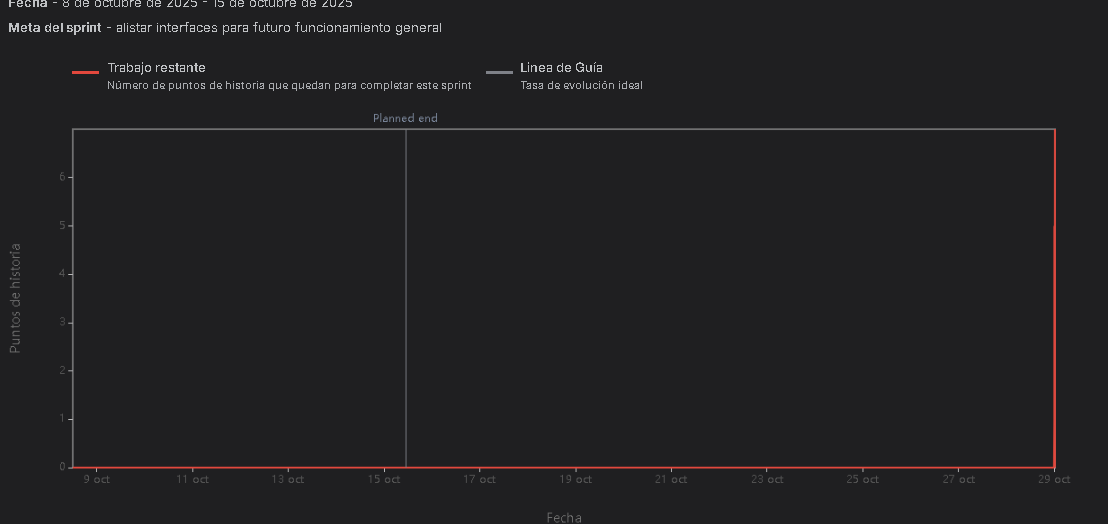 Fecha - 8 de octubre de 2025 - 15 de octubre de 2025
Meta del sprint - alistar interfaces para futuro funcionamiento general
Trabajo restante
Número de puntos de historia que quedan para completar este sprint
Linea de Guía
Tasa de evolución ideal
Planned end
Puntos de historia
6
5
4
3
2
1
0
9 oct 11 oct 13 oct 15 oct 17 oct 19 oct 21 oct 23 oct 25 oct 27 oct 29 oct
Fecha